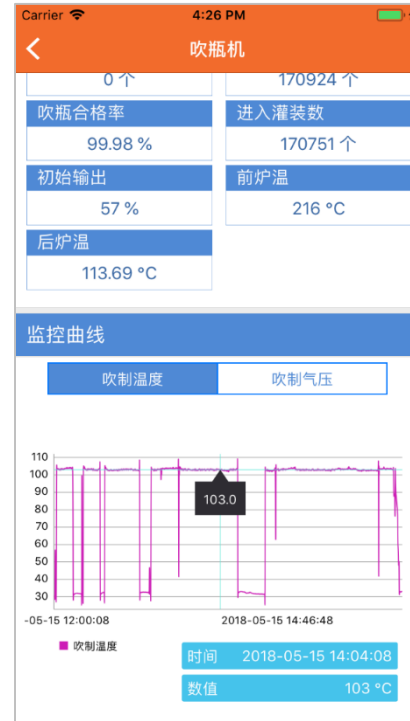 Carrier 4:26 PM
吹瓶机
0 个 170924 个
吹瓶合格率 进入灌装数
99.98 % 170751 个
初始输出 前炉温
57 % 216 °C
后炉温
113.69 °C
监控曲线
吹制温度 吹制气压
110
100
90
80
70
60
50
40
30
103.0
-05-15 12:00:08 2018-05-15 14:46:48
吹制温度
时间 2018-05-15 14:04:08
数值 103 °C